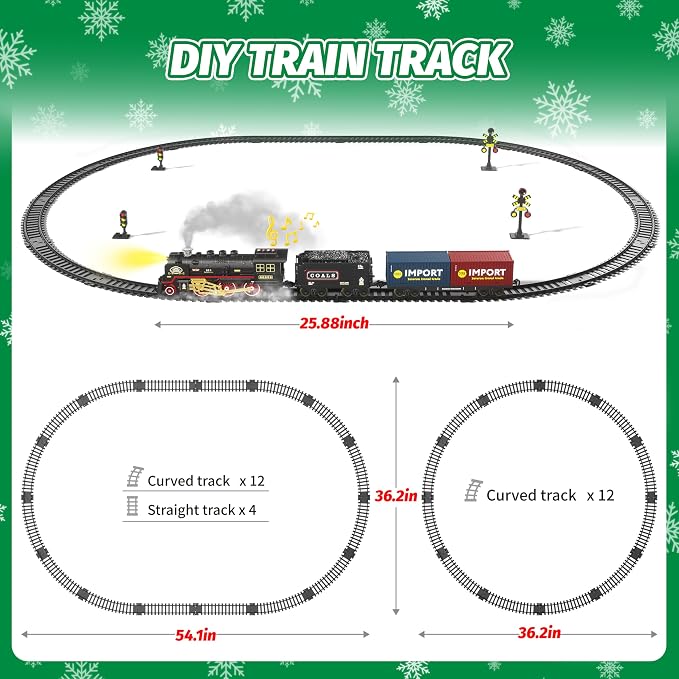 DIY TRAIN TRACK
COALS
IMPORT
IMPORT
25.88inch
Curved track x 12
Straight track x 4
36.2in
Curved track x 12
54.1in
36.2in